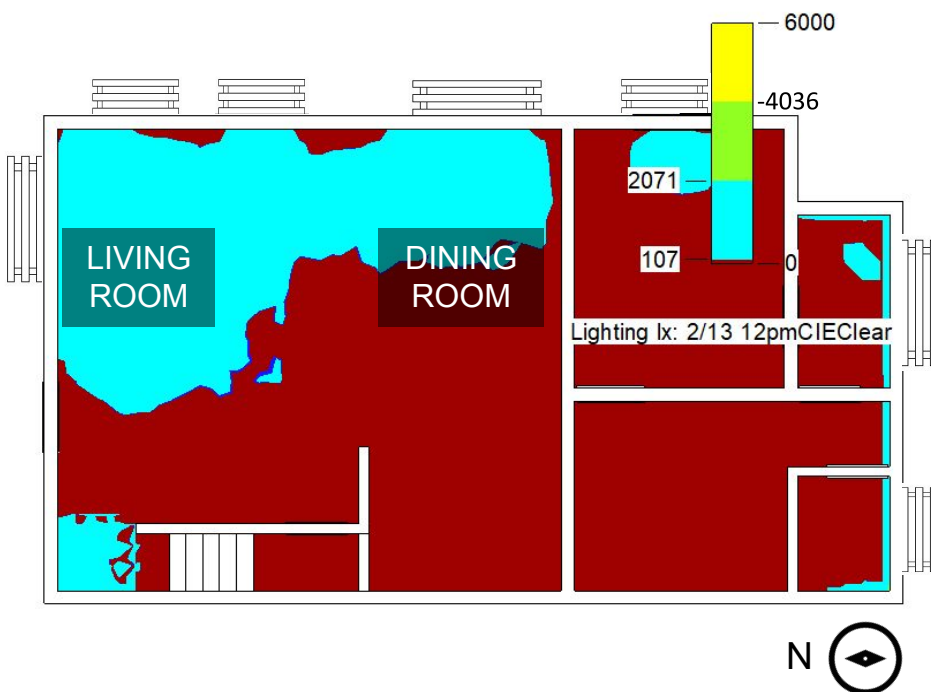 6000
-4036
2071
107
0
LIVING
ROOM
DINING
ROOM
Lighting lx: 2/13 12pmCIEClear
N